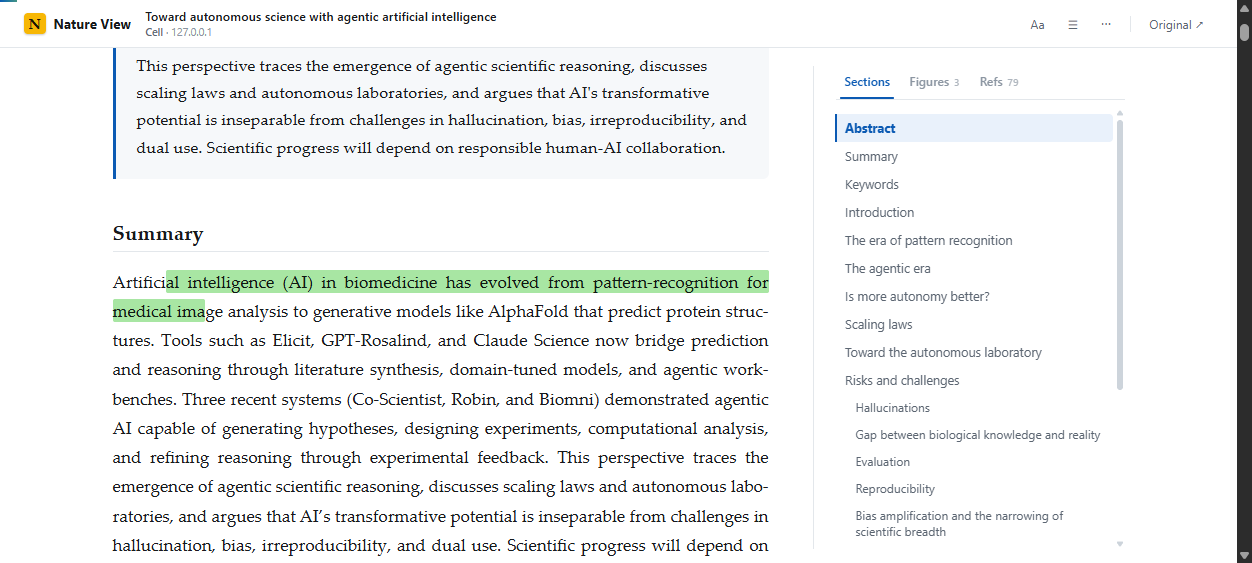 N Nature View
Toward autonomous science with agentic artificial intelligence
Cell · 127.0.0.1
Aa
Original ↗
This perspective traces the emergence of agentic scientific reasoning, discusses
scaling laws and autonomous laboratories, and argues that AI's transformative
potential is inseparable from challenges in hallucination, bias, irreproducibility, and
dual use. Scientific progress will depend on responsible human-AI collaboration.
Summary
Artificial intelligence (AI) in biomedicine has evolved from pattern-recognition for
medical image analysis to generative models like AlphaFold that predict protein struc-
tures. Tools such as Elicit, GPT-Rosalind, and Claude Science now bridge prediction
and reasoning through literature synthesis, domain-tuned models, and agentic work-
benches. Three recent systems (Co-Scientist, Robin, and Biomni) demonstrated agentic
AI capable of generating hypotheses, designing experiments, computational analysis,
and refining reasoning through experimental feedback. This perspective traces the
emergence of agentic scientific reasoning, discusses scaling laws and autonomous labo-
ratories, and argues that AI’s transformative potential is inseparable from challenges in
hallucination, bias, irreproducibility, and dual use. Scientific progress will depend on
Sections
Figures 3
Refs 79
Abstract
Summary
Keywords
Introduction
The era of pattern recognition
The agentic era
Is more autonomy better?
Scaling laws
Toward the autonomous laboratory
Risks and challenges
Hallucinations
Gap between biological knowledge and reality
Evaluation
Reproducibility
Bias amplification and the narrowing of
scientific breadth